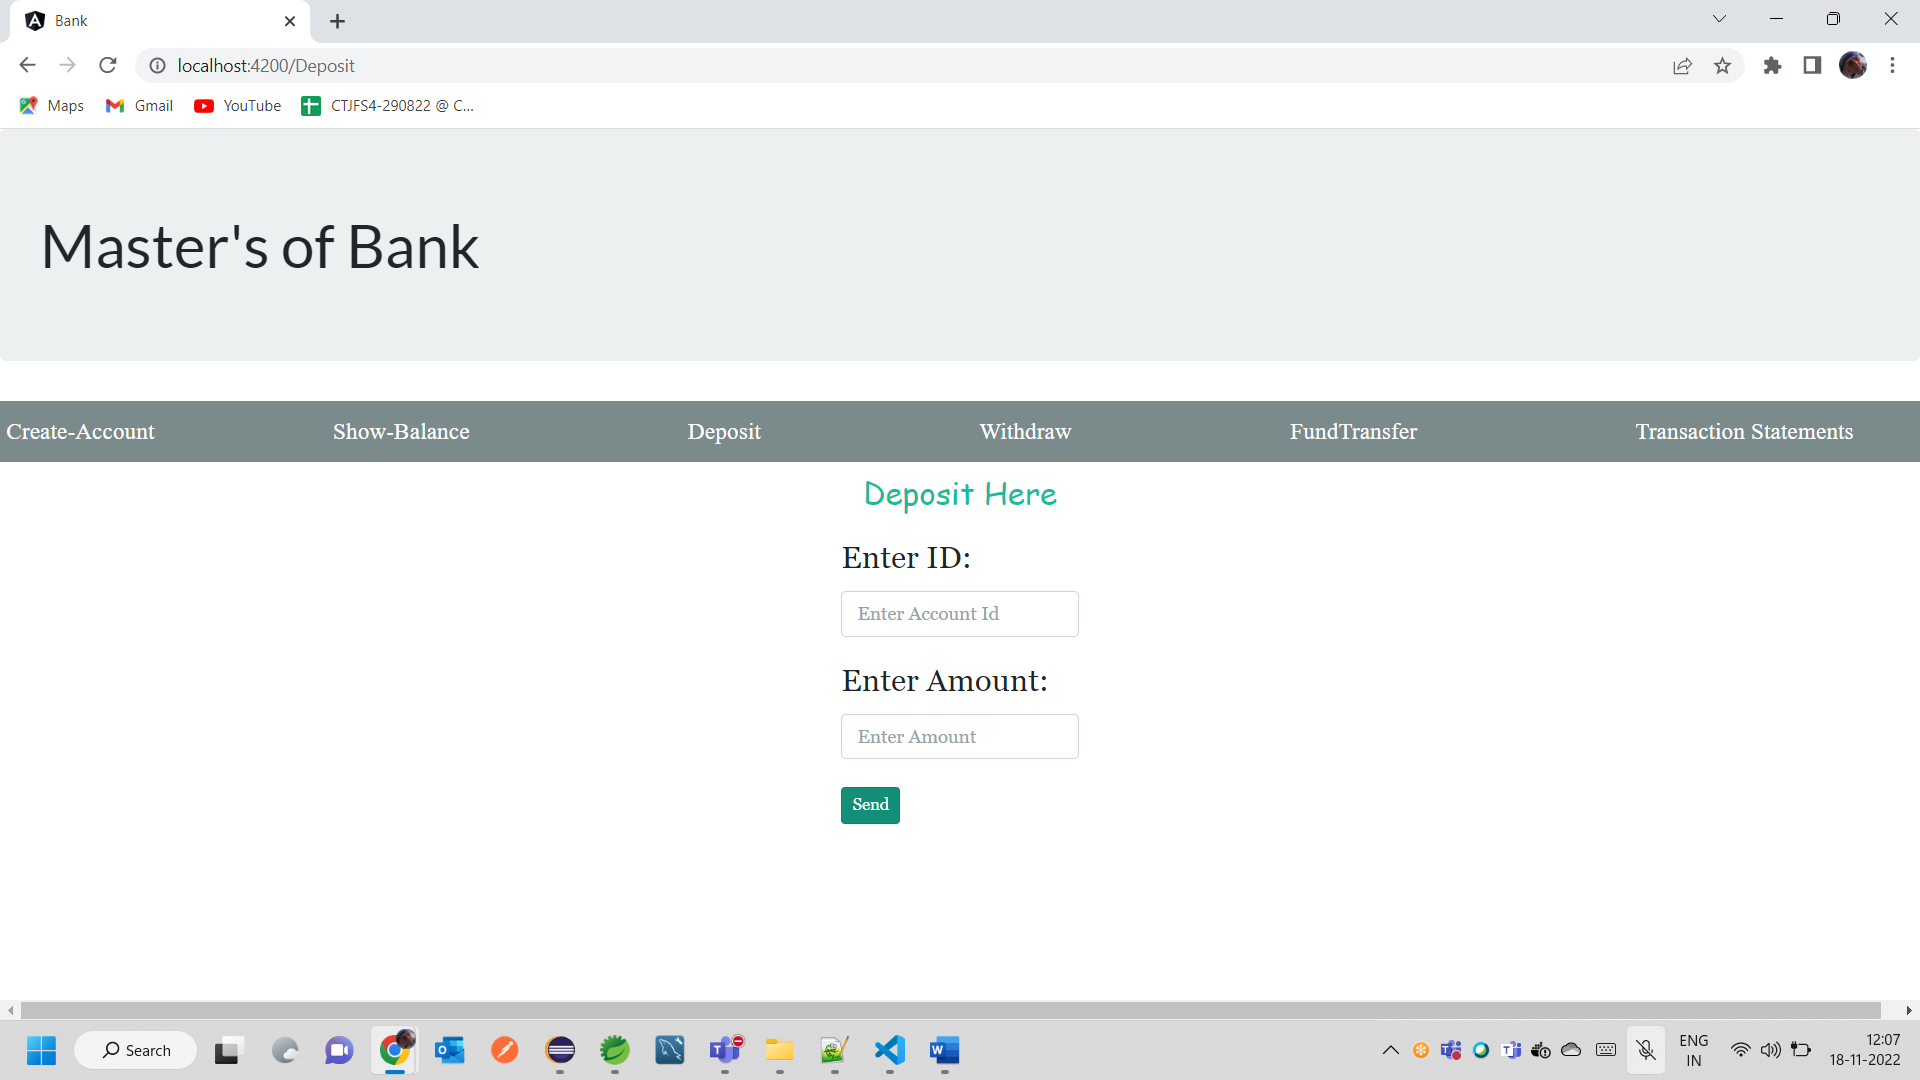 Bank
localhost:4200/Deposit
Maps Gmail YouTube CTJFS4-290822 @ C...
Master's of Bank
Create-Account Show-Balance Deposit Withdraw FundTransfer Transaction Statements
Deposit Here
Enter ID:
Enter Account Id
Enter Amount:
Enter Amount
Send
Search
ENG
IN
12:07
18-11-2022